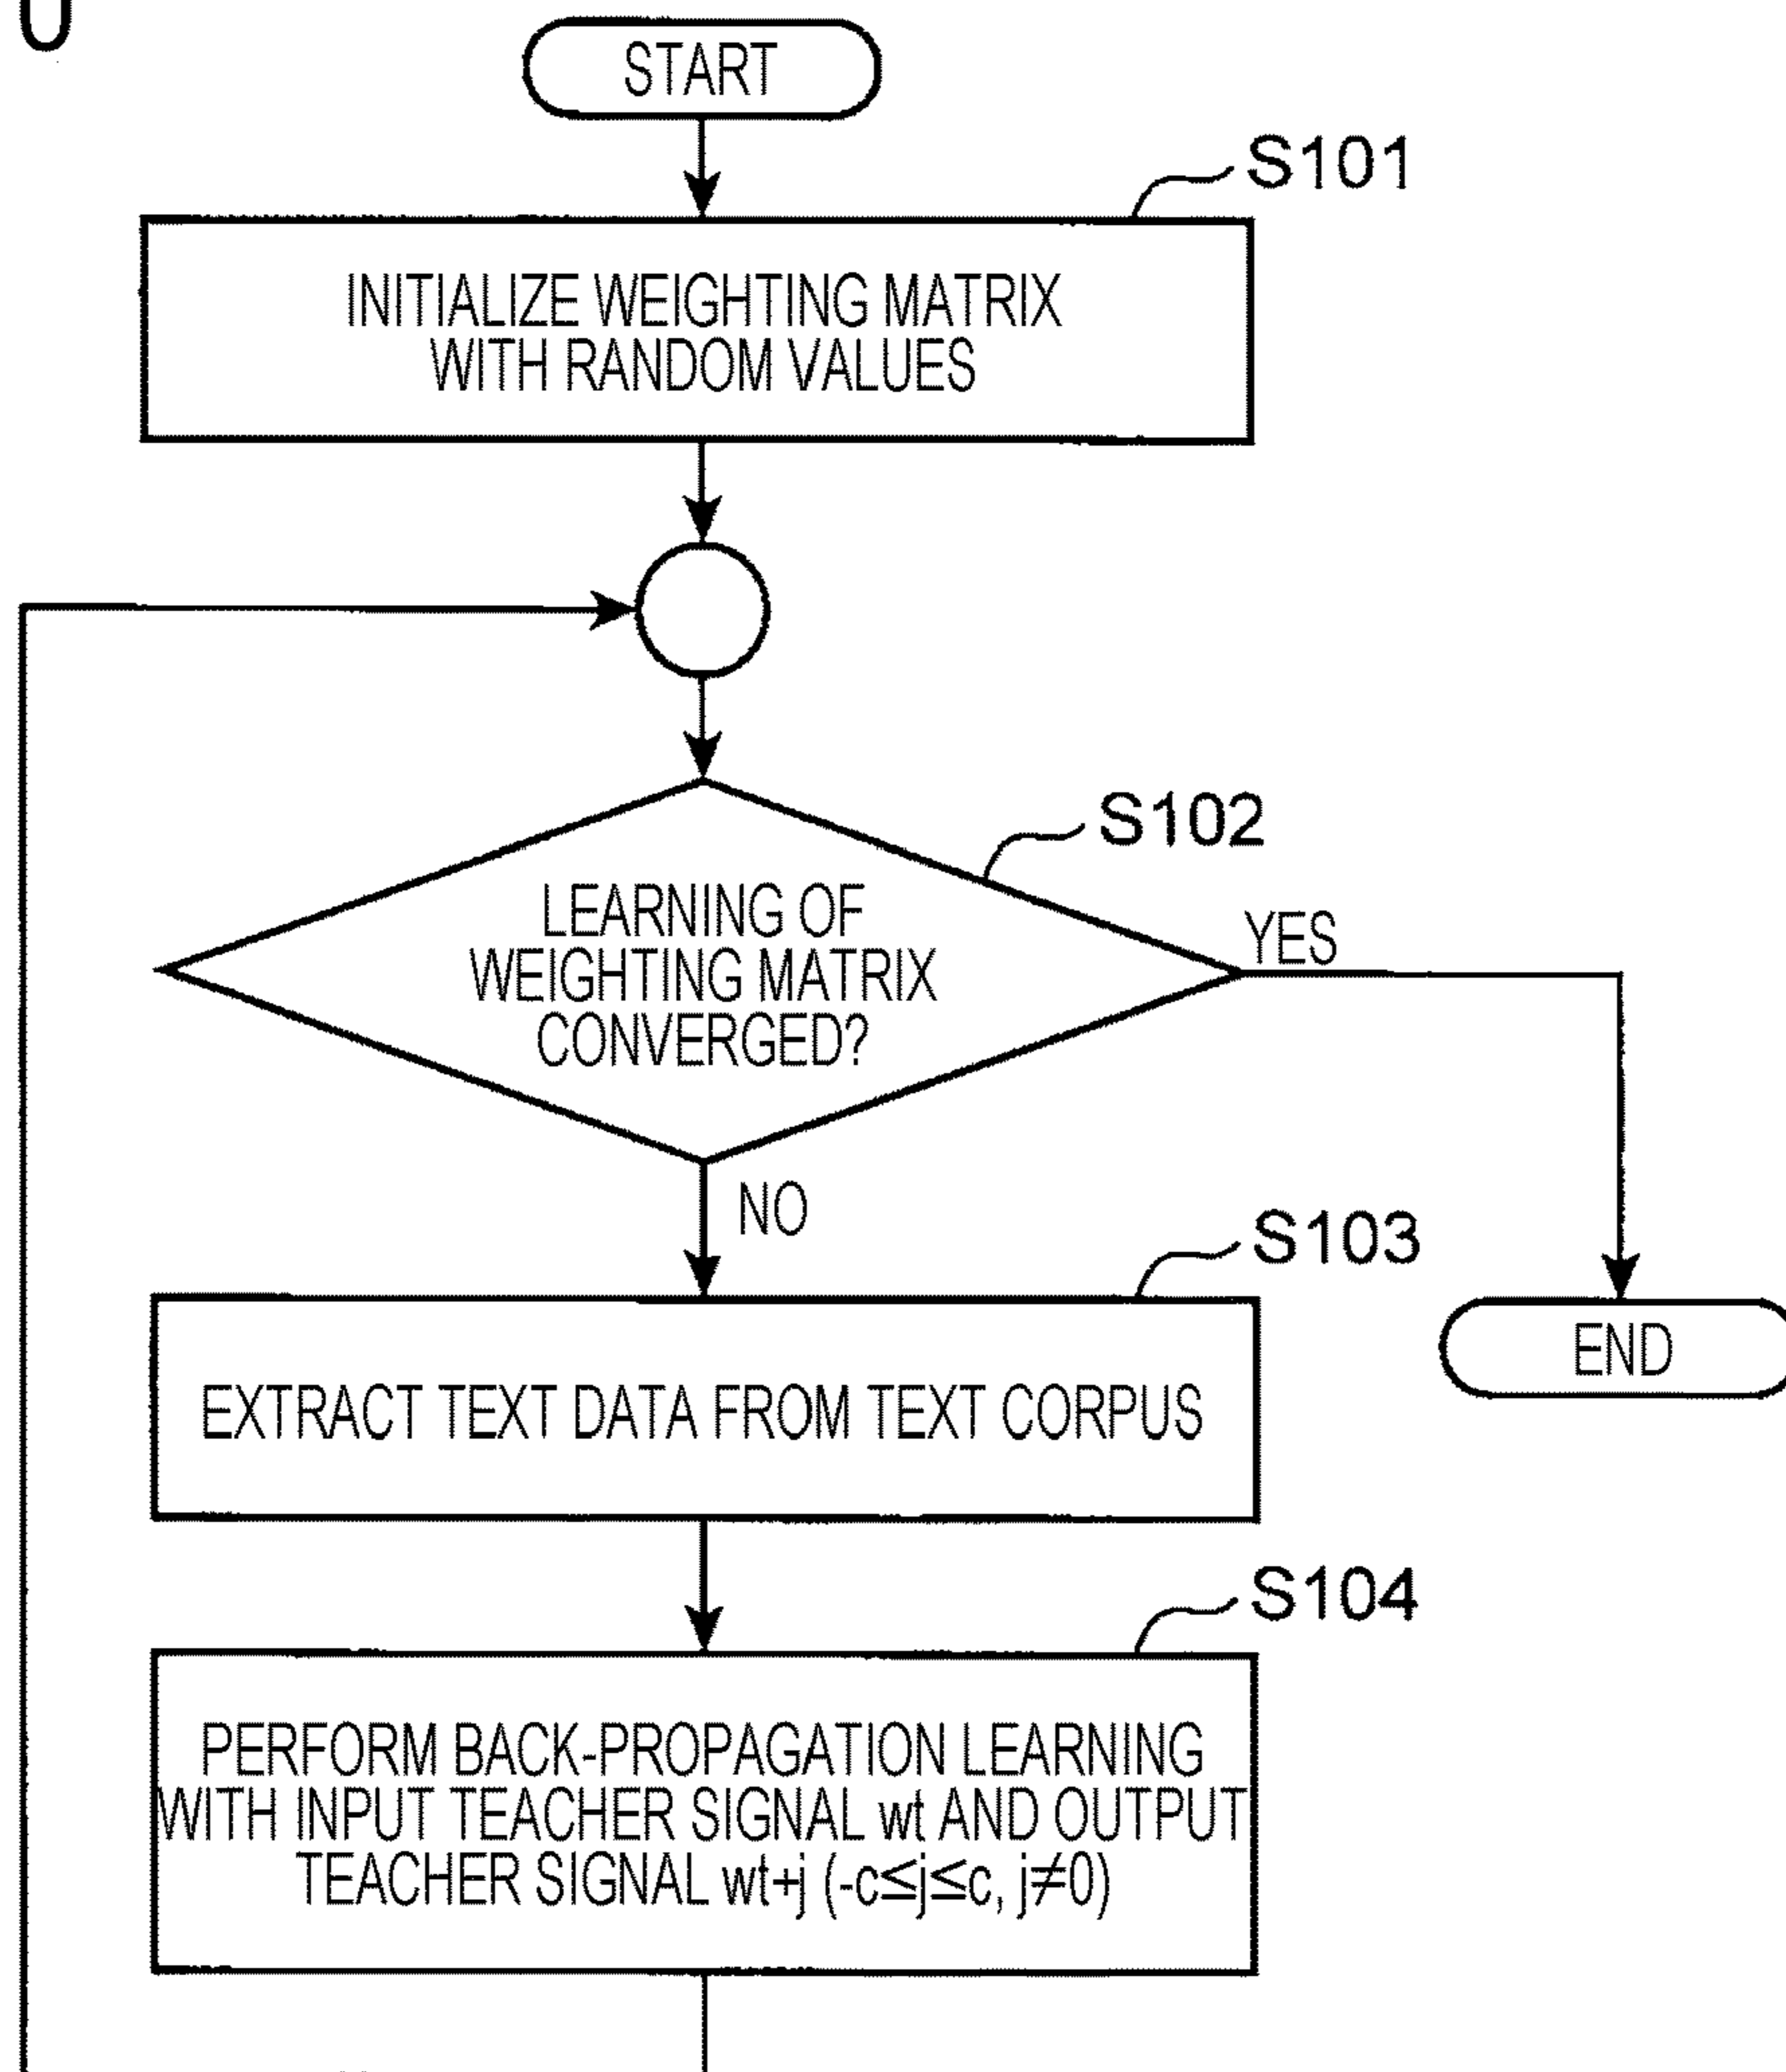 START
S101
INITIALIZE WEIGHTING MATRIX
WITH RANDOM VALUES
S102
LEARNING OF
WEIGHTING MATRIX
CONVERGED?
YES
NO
S103
EXTRACT TEXT DATA FROM TEXT CORPUS
END
S104
PERFORM BACK-PROPAGATION LEARNING
WITH INPUT TEACHER SIGNAL wt AND OUTPUT
TEACHER SIGNAL wt+j (-c≤j≤c, j≠0)